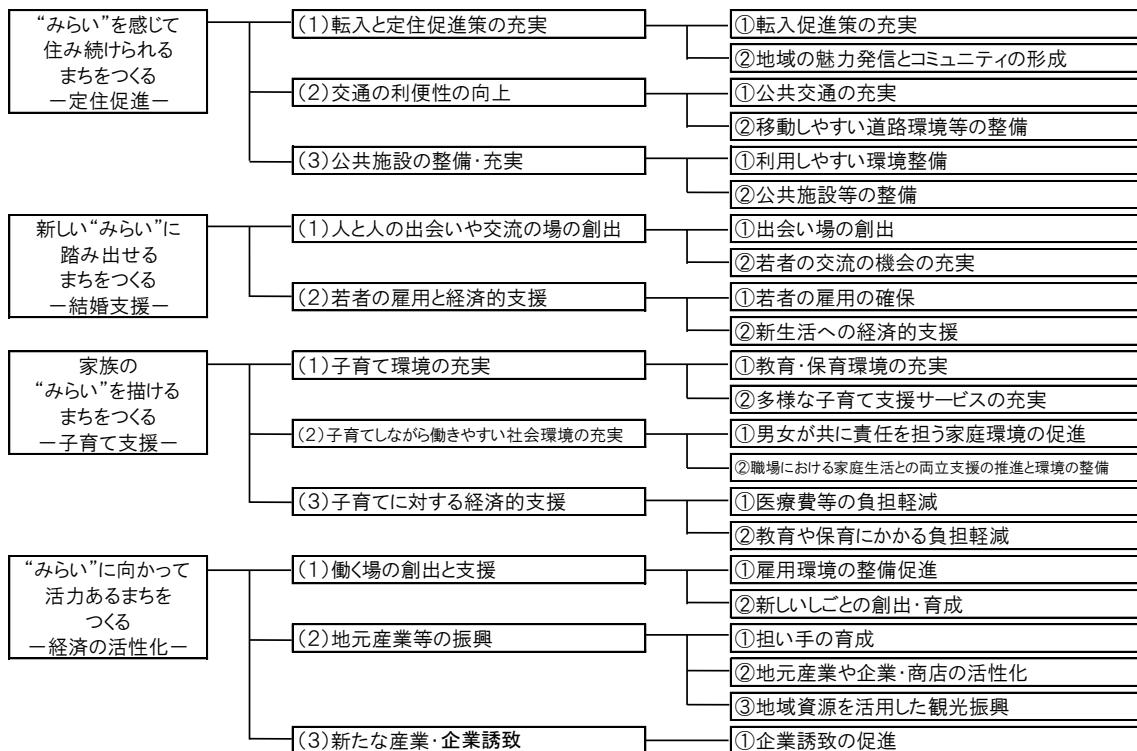 “みらい”を感じて
住み続けられる
まちをつくる
－定住促進－
(1)転入と定住促進策の充実
①転入促進策の充実
②地域の魅力発信とコミュニティの形成
(2)交通の利便性の向上
①公共交通の充実
②移動しやすい道路環境等の整備
(3)公共施設の整備・充実
①利用しやすい環境整備
②公共施設等の整備
新しい“みらい”に
踏み出せる
まちをつくる
－結婚支援－
(1)人と人の出会いや交流の場の創出
①出会い場の創出
②若者の交流の機会の充実
(2)若者の雇用と経済的支援
①若者の雇用の確保
②新生活への経済的支援
家族の
“みらい”を描ける
まちをつくる
－子育て支援－
(1)子育て環境の充実
①教育・保育環境の充実
②多様な子育て支援サービスの充実
(2)子育てしながら働きやすい社会環境の充実
①男女が共に責任を担う家庭環境の促進
②職場における家庭生活との両立支援の推進と環境の整備
(3)子育てに対する経済的支援
①医療費等の負担軽減
②教育や保育にかかる負担軽減
“みらい”に向かって
活力あるまちを
つくる
－経済の活性化－
(1)働く場の創出と支援
①雇用環境の整備促進
②新しいしごとの創出・育成
(2)地元産業等の振興
①担い手の育成
②地元産業や企業・商店の活性化
③地域資源を活用した観光振興
(3)新たな産業・企業誘致
①企業誘致の促進